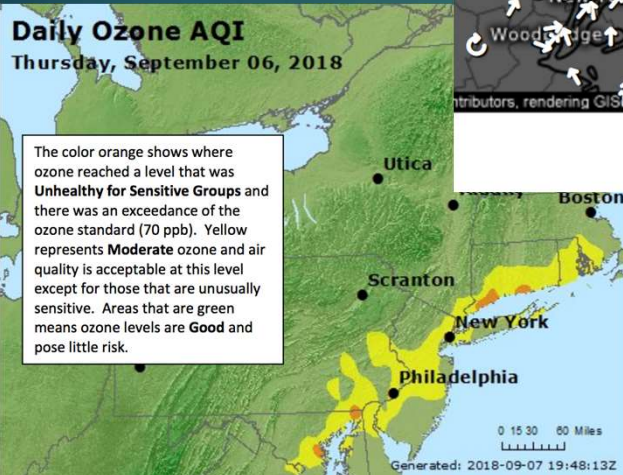 Daily Ozone AQI
Thursday, September 06, 2018
ntributors, rendering GIS
The color orange shows where
ozone reached a level that was
Unhealthy for Sensitive Groups and
there was an exceedance of the
ozone standard (70 ppb). Yellow
represents Moderate ozone and air
quality is acceptable at this level
except for those that are unusually
sensitive. Areas that are green
means ozone levels are Good and
pose little risk.
Utica
Boston
Scranton
New York
Philadelphia
0 15 30 60 Miles
Generated: 2018-09-07 19:48:13Z